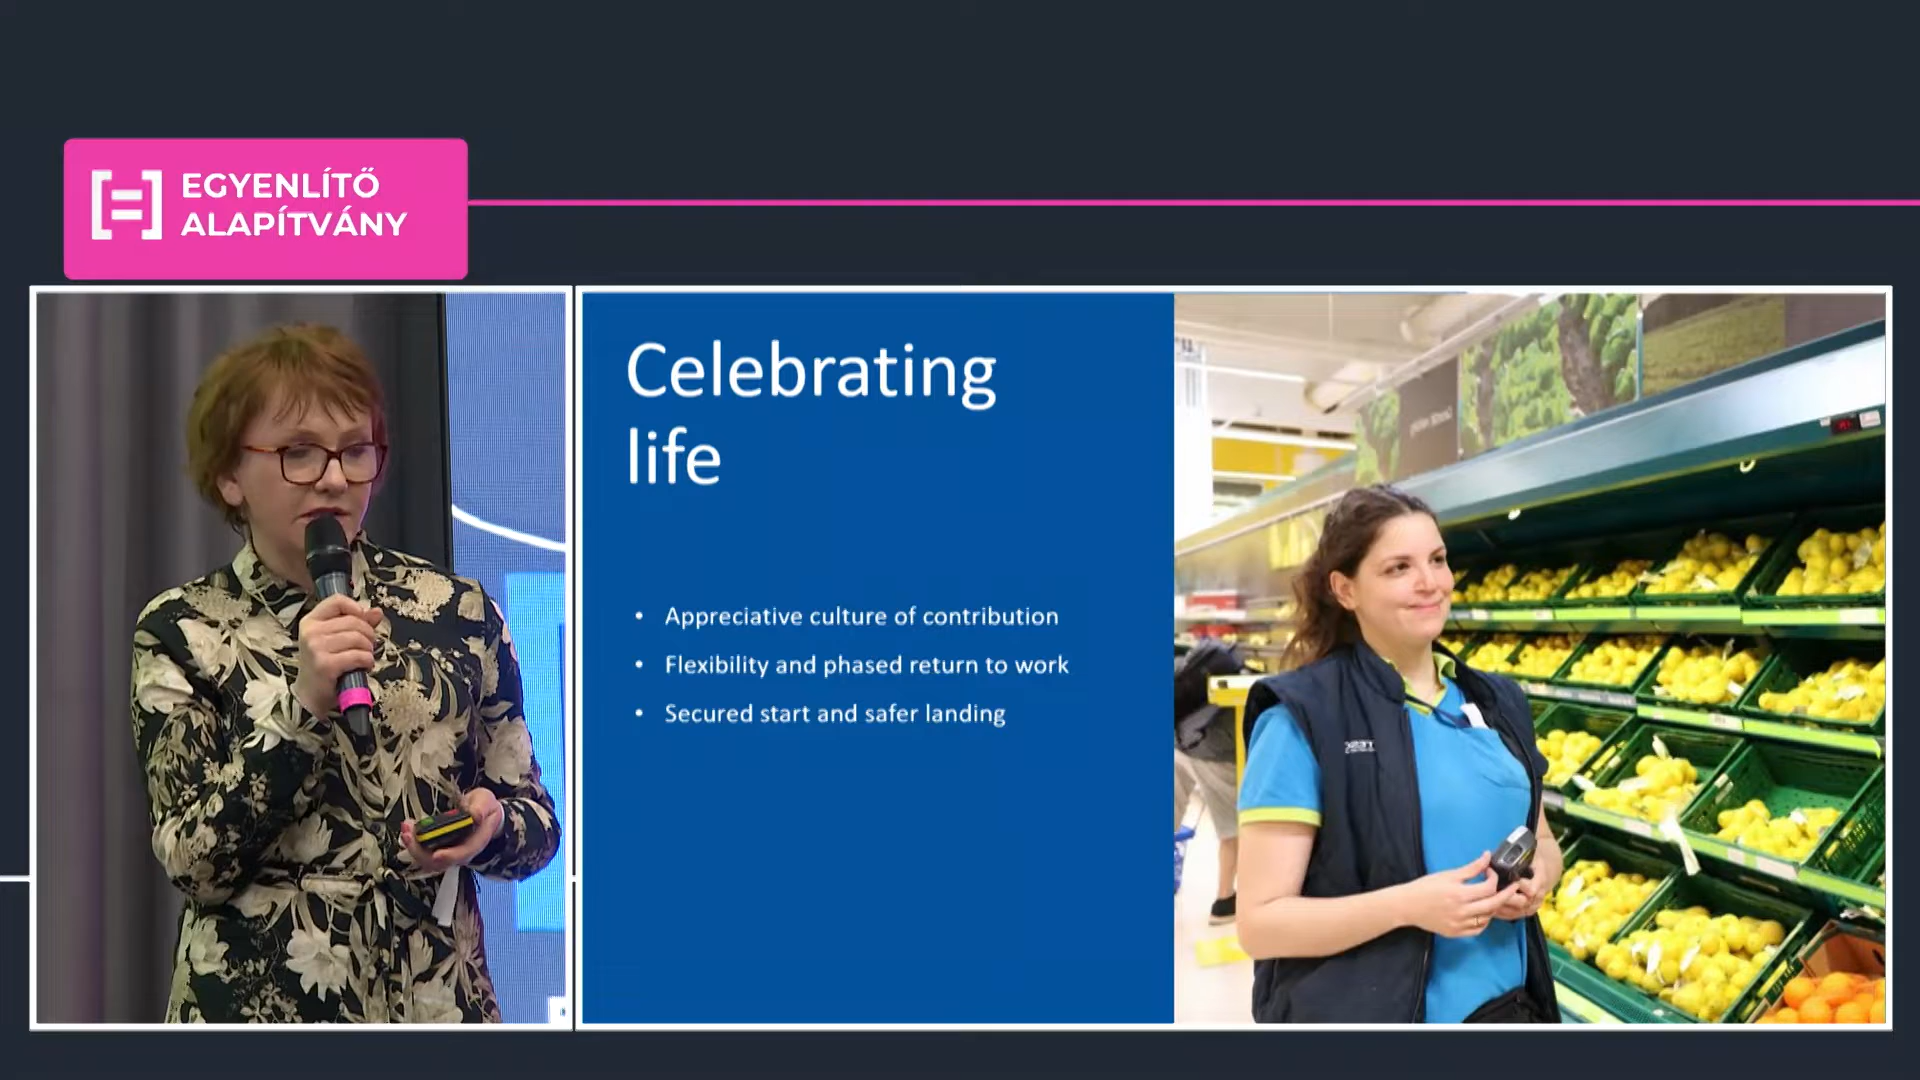 EGYENLÍTŐ
ALAPÍTVÁNY
Celebrating
life
• Appreciative culture of contribution
• Flexibility and phased return to work
• Secured start and safer landing